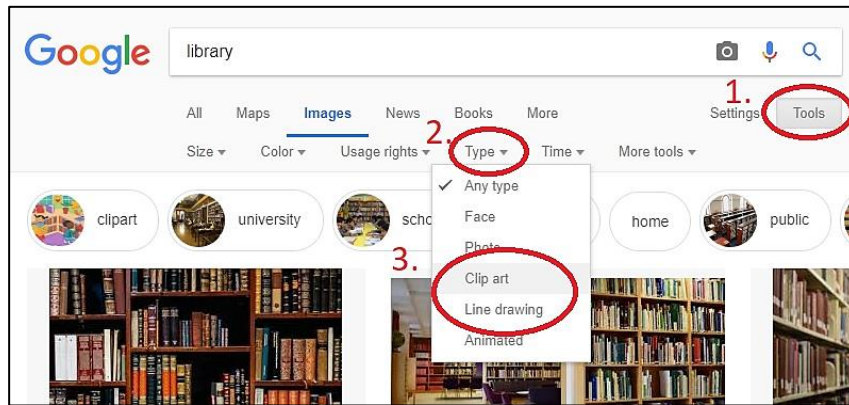 Google
library
1.
All Maps Images News Books More Settings Tools
2.
Size Color Usage rights Type Time More tools
Any type
clipart university Face home public
3.
Photo
Clip art
Line drawing
Animated